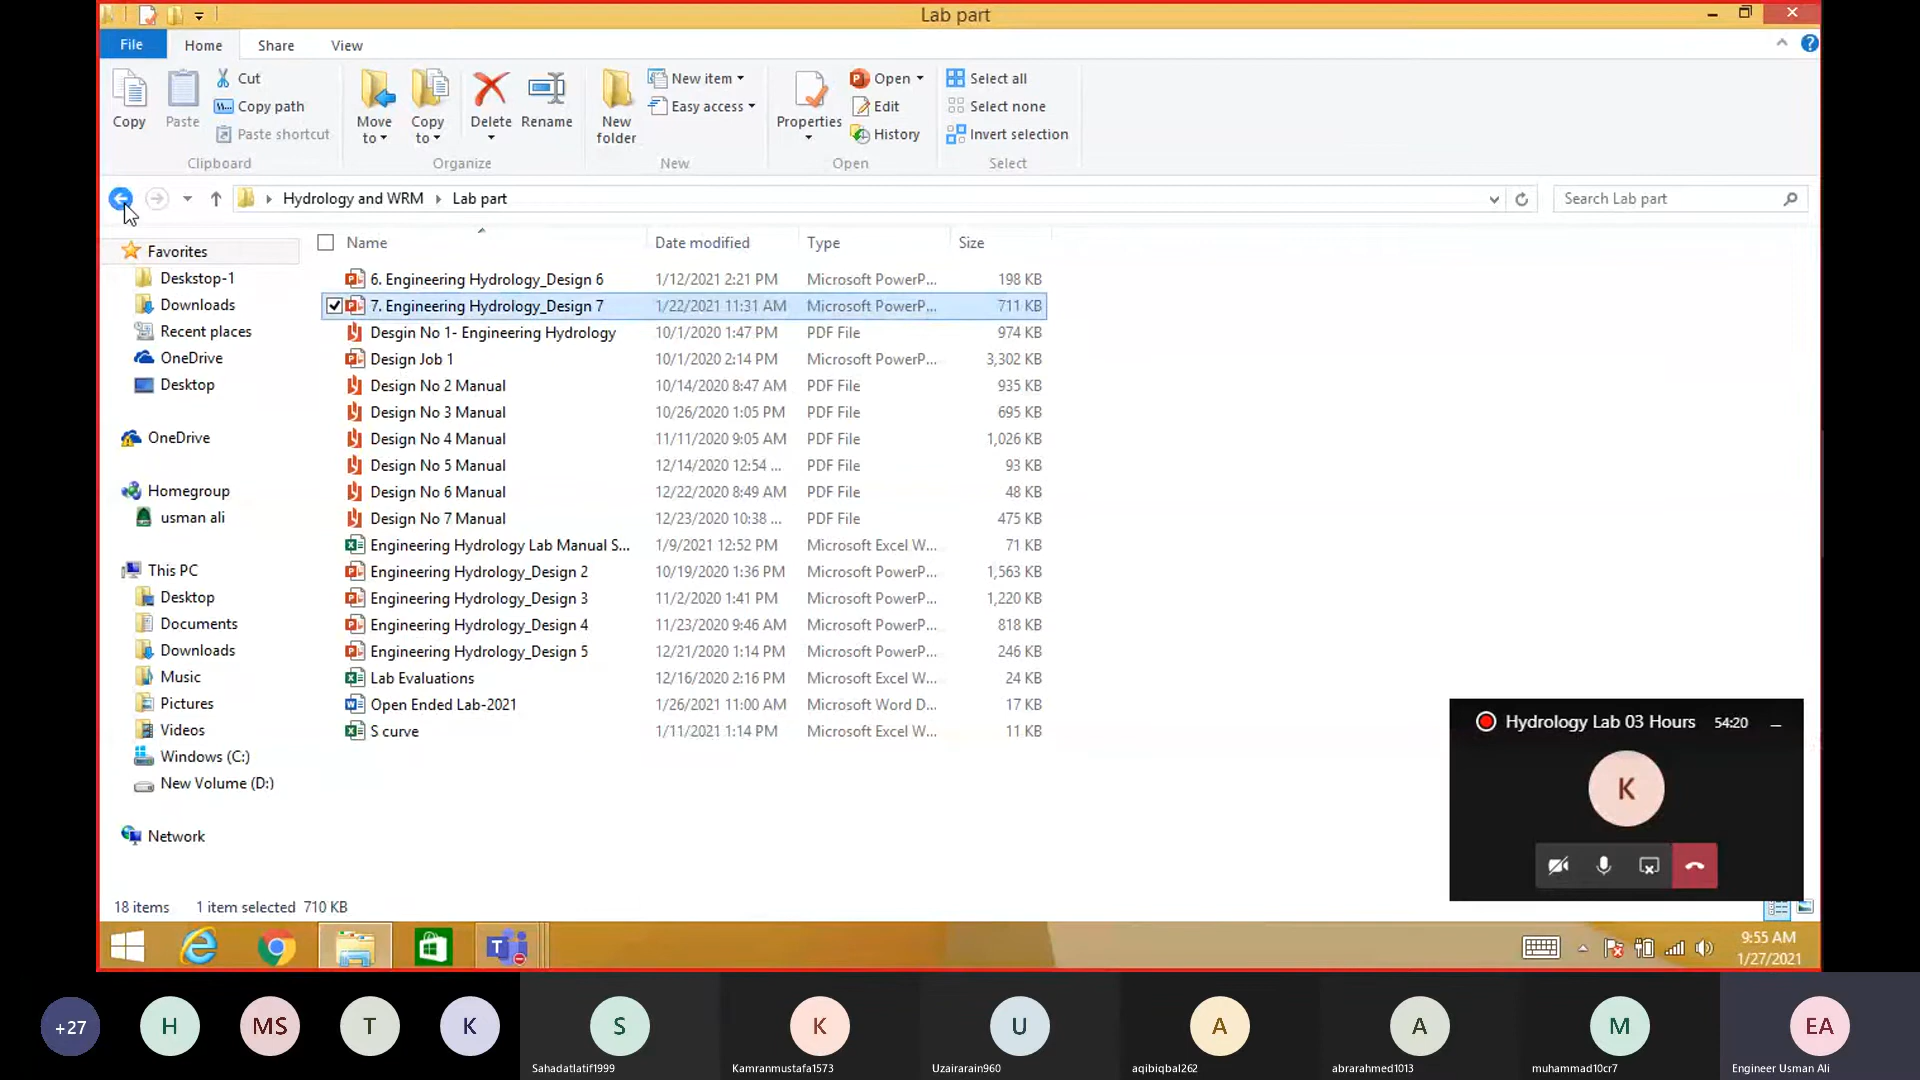 Lab part
File Home Share View
Copy Paste Cut Copy path Paste shortcut
Clipboard
Move to Copy to Delete Rename
Organize
New folder New item Easy access
New
Properties Open Edit History
Open
Select all Select none Invert selection
Select
Hydrology and WRM Lab part
Search Lab part
Favorites
Deskstop-1
Downloads
Recent places
OneDrive
Desktop
OneDrive
Homegroup
usman ali
This PC
Desktop
Documents
Downloads
Music
Pictures
Videos
Windows (C:)
New Volume (D:)
Network
Name Date modified Type Size
6. Engineering Hydrology_Design 6 1/12/2021 2:21 PM Microsoft PowerP... 198 KB
7. Engineering Hydrology_Design 7 1/22/2021 11:31 AM Microsoft PowerP... 711 KB
Desgin No 1- Engineering Hydrology 10/1/2020 1:47 PM PDF File 974 KB
Design Job 1 10/1/2020 2:14 PM Microsoft PowerP... 3,302 KB
Design No 2 Manual 10/14/2020 8:47 AM PDF File 935 KB
Design No 3 Manual 10/26/2020 1:05 PM PDF File 695 KB
Design No 4 Manual 11/11/2020 9:05 AM PDF File 1,026 KB
Design No 5 Manual 12/14/2020 12:54 ... PDF File 93 KB
Design No 6 Manual 12/22/2020 8:49 AM PDF File 48 KB
Design No 7 Manual 12/23/2020 10:38 ... PDF File 475 KB
Engineering Hydrology Lab Manual S... 1/9/2021 12:52 PM Microsoft Excel W... 71 KB
Engineering Hydrology_Design 2 10/19/2020 1:36 PM Microsoft PowerP... 1,563 KB
Engineering Hydrology_Design 3 11/2/2020 1:41 PM Microsoft PowerP... 1,220 KB
Engineering Hydrology_Design 4 11/23/2020 9:46 AM Microsoft PowerP... 818 KB
Engineering Hydrology_Design 5 12/21/2020 1:14 PM Microsoft PowerP... 246 KB
Lab Evaluations 12/16/2020 2:16 PM Microsoft Excel W... 24 KB
Open Ended Lab-2021 1/26/2021 11:00 AM Microsoft Word D... 17 KB
S curve 1/11/2021 1:14 PM Microsoft Excel W... 11 KB
Hydrology Lab 03 Hours 54:20
K
18 items 1 item selected 710 KB
9:55 AM
1/27/2021
+27 H MS T K S K U A A M EA
Sahadatlatif1999 Kamranmustafa1573 Uzairarain960 aqibiqbal262 abrarahmed1013 muhammad10cr7 Engineer Usman Ali